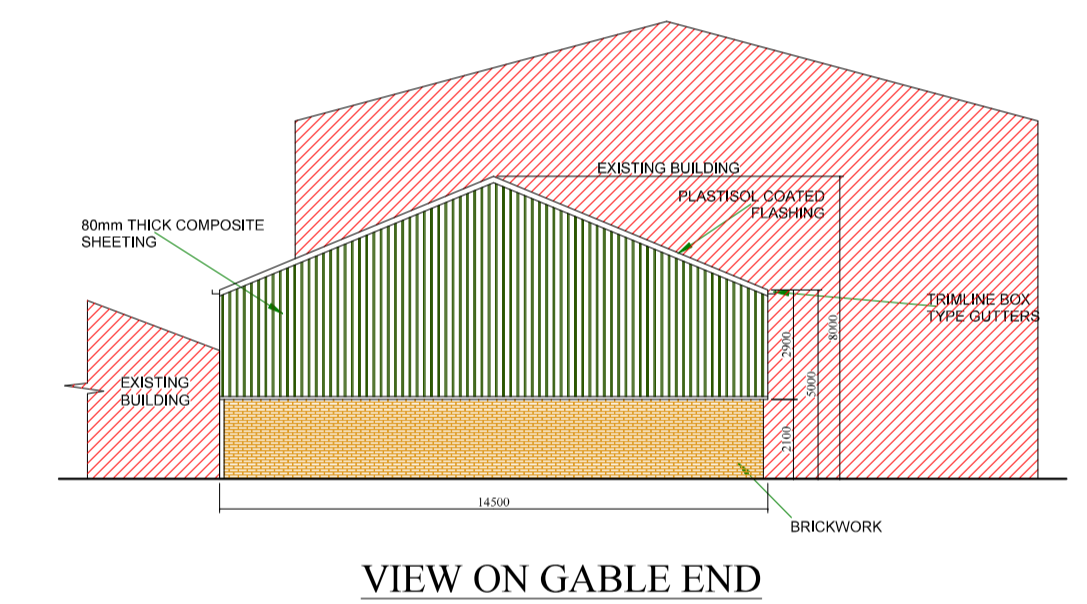 EXISTING BUILDING
PLASTISOL COATED
FLASHING
80mm THICK COMPOSITE
SHEETING
TRIMLINE BOX
TYPE GUTTERS
8000
2900
5000
EXISTING
BUILDING
2100
14500
BRICKWORK
VIEW ON GABLE END